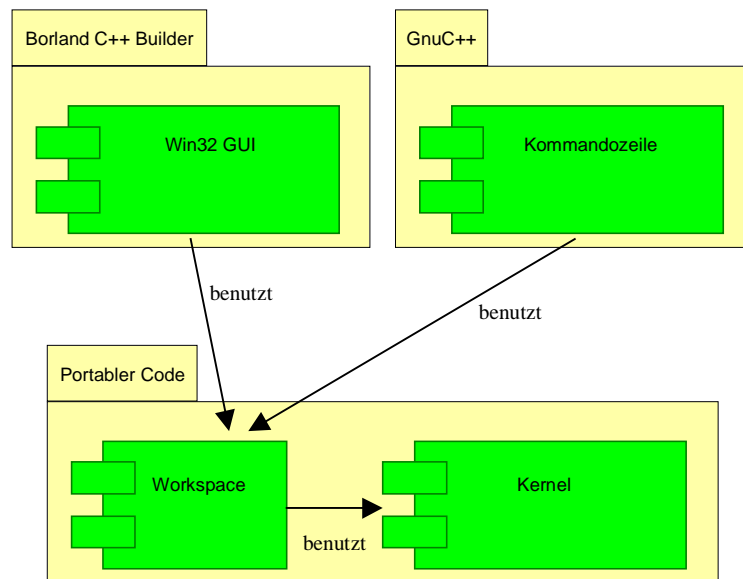 Borland C++ Builder
GnuC++
Win32 GUI
Kommandozeile
benutzt
benutzt
Portabler Code
Workspace
Kernel
benutzt